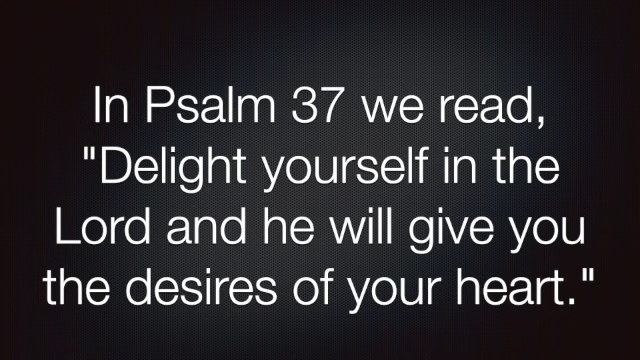 In Psalm 37 we read,
"Delight yourself in the
Lord and he will give you
the desires of your heart."